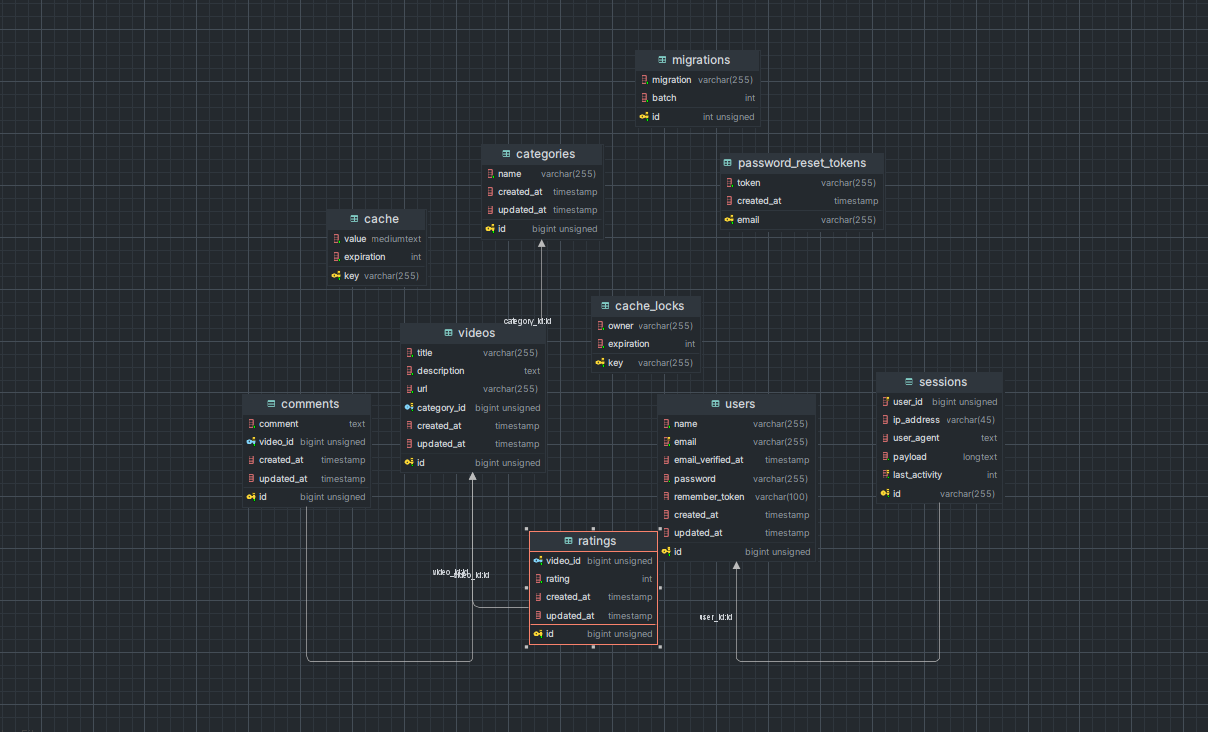 migrations
migration varchar(255)
batch int
id int unsigned
categories
name varchar(255)
created_at timestamp
updated_at timestamp
id bigint unsigned
password_reset_tokens
token varchar(255)
created_at timestamp
email varchar(255)
cache
value mediumtext
expiration int
key varchar(255)
category_id:id
cache_locks
owner varchar(255)
expiration int
key varchar(255)
videos
title varchar(255)
description text
url varchar(255)
category_id bigint unsigned
created_at timestamp
updated_at timestamp
id bigint unsigned
comments
comment text
video_id bigint unsigned
created_at timestamp
updated_at timestamp
id bigint unsigned
users
name varchar(255)
email varchar(255)
email_verified_at timestamp
password varchar(255)
remember_token varchar(100)
created_at timestamp
updated_at timestamp
id bigint unsigned
sessions
user_id bigint unsigned
ip_address varchar(45)
user_agent text
payload longtext
last_activity int
id varchar(255)
ratings
video_id bigint unsigned
rating int
created_at timestamp
updated_at timestamp
id bigint unsigned
video_id:id
user_id:id